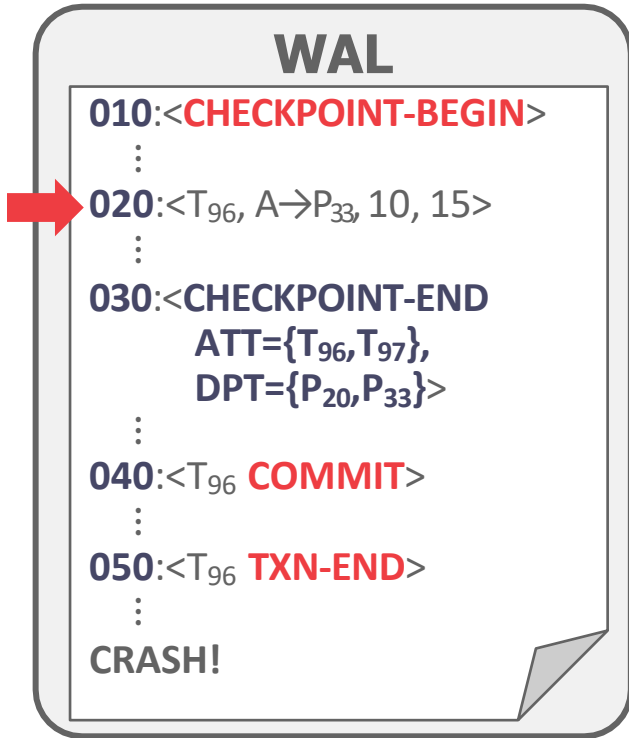 WAL
010:<CHECKPOINT-BEGIN>
⋮
020:<T₉₆, A→P₃₃, 10, 15>
⋮
030:<CHECKPOINT-END
ATT={T₉₆,T₉₇},
DPT={P₂₀,P₃₃}>
⋮
040:<T₉₆ COMMIT>
⋮
050:<T₉₆ TXN-END>
⋮
CRASH!